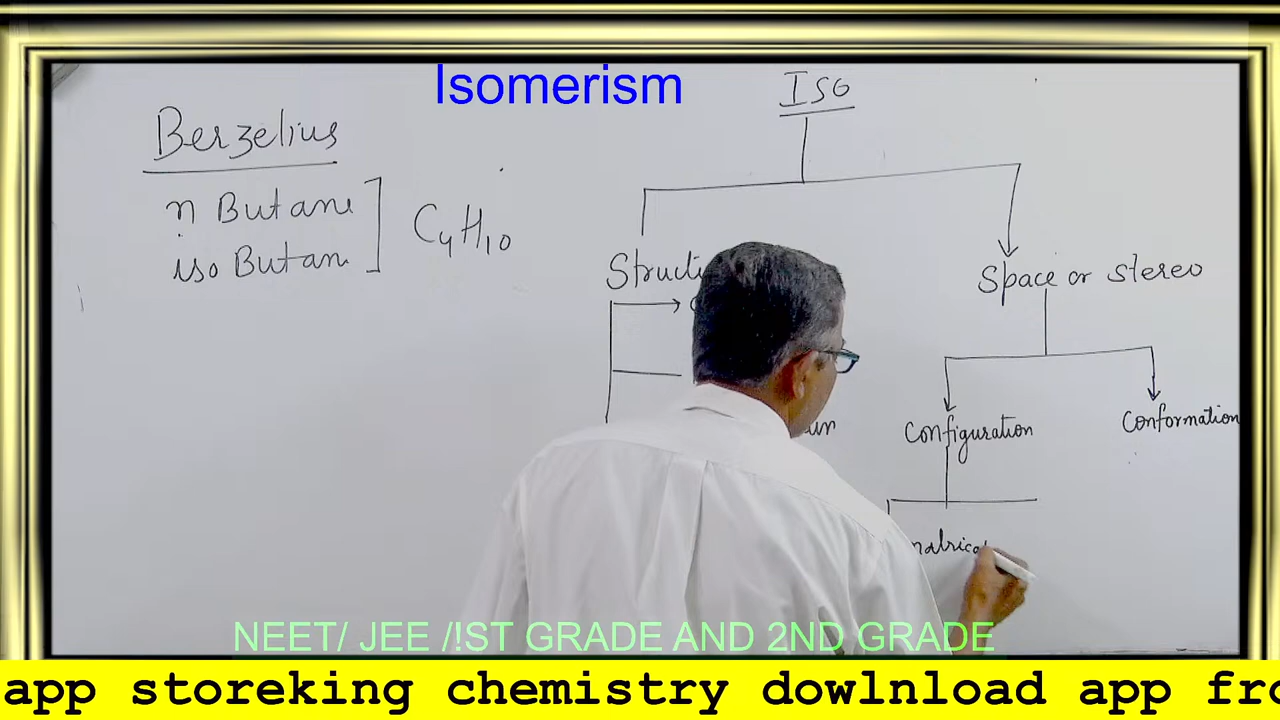 Isomerism
ISO
Berzelius
n Butane
iso Butan
C4H10
Space or stereo
Configuration
Conformation
NEET/ JEE /!ST GRADE AND 2ND GRADE
app storeking chemistry dowlnload app fro